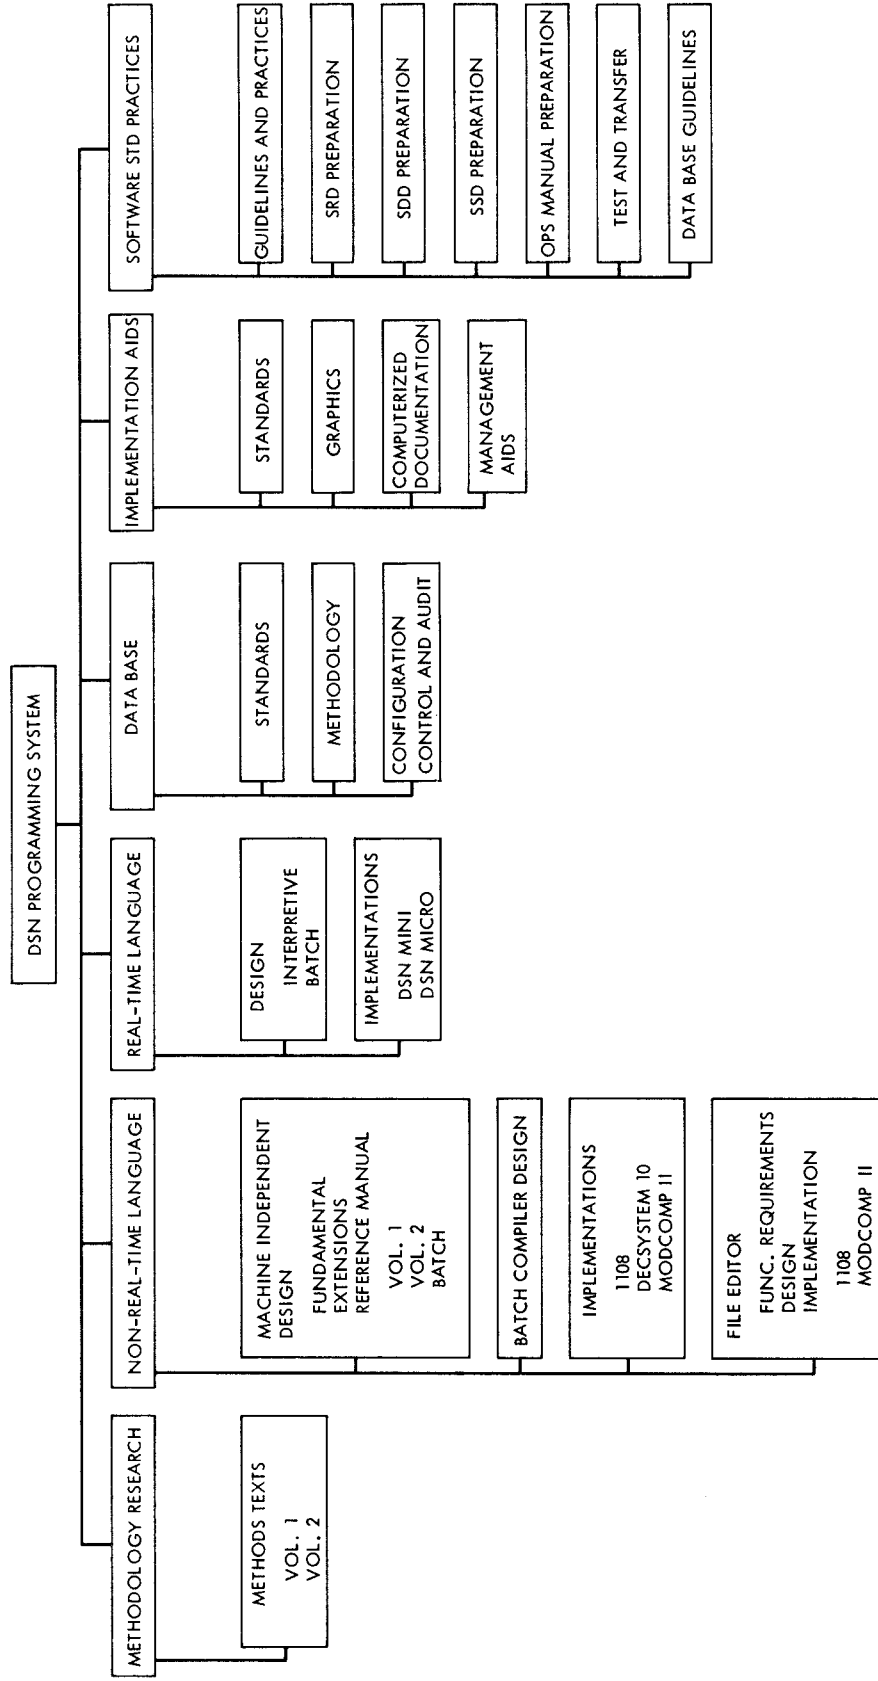 DSN PROGRAMMING SYSTEM
METHODOLOGY RESEARCH
METHODS TEXTS
VOL. 1
VOL. 2
NON-REAL-TIME LANGUAGE
MACHINE INDEPENDENT
DESIGN
FUNDAMENTAL
EXTENSIONS
REFERENCE MANUAL
VOL. 1
VOL. 2
BATCH
BATCH COMPILER DESIGN
IMPLEMENTATIONS
1108
DECSYSTEM 10
MODCOMP II
FILE EDITOR
FUNC. REQUIREMENTS
DESIGN
IMPLEMENTATION
1108
MODCOMP II
REAL-TIME LANGUAGE
DESIGN
INTERPRETIVE
BATCH
IMPLEMENTATIONS
DSN MINI
DSN MICRO
DATA BASE
STANDARDS
METHODOLOGY
CONFIGURATION
CONTROL AND AUDIT
IMPLEMENTATION AIDS
STANDARDS
GRAPHICS
COMPUTERIZED
DOCUMENTATION
MANAGEMENT
AIDS
SOFTWARE STD PRACTICES
GUIDELINES AND PRACTICES
SRD PREPARATION
SDD PREPARATION
SSD PREPARATION
OPS MANUAL PREPARATION
TEST AND TRANSFER
DATA BASE GUIDELINES